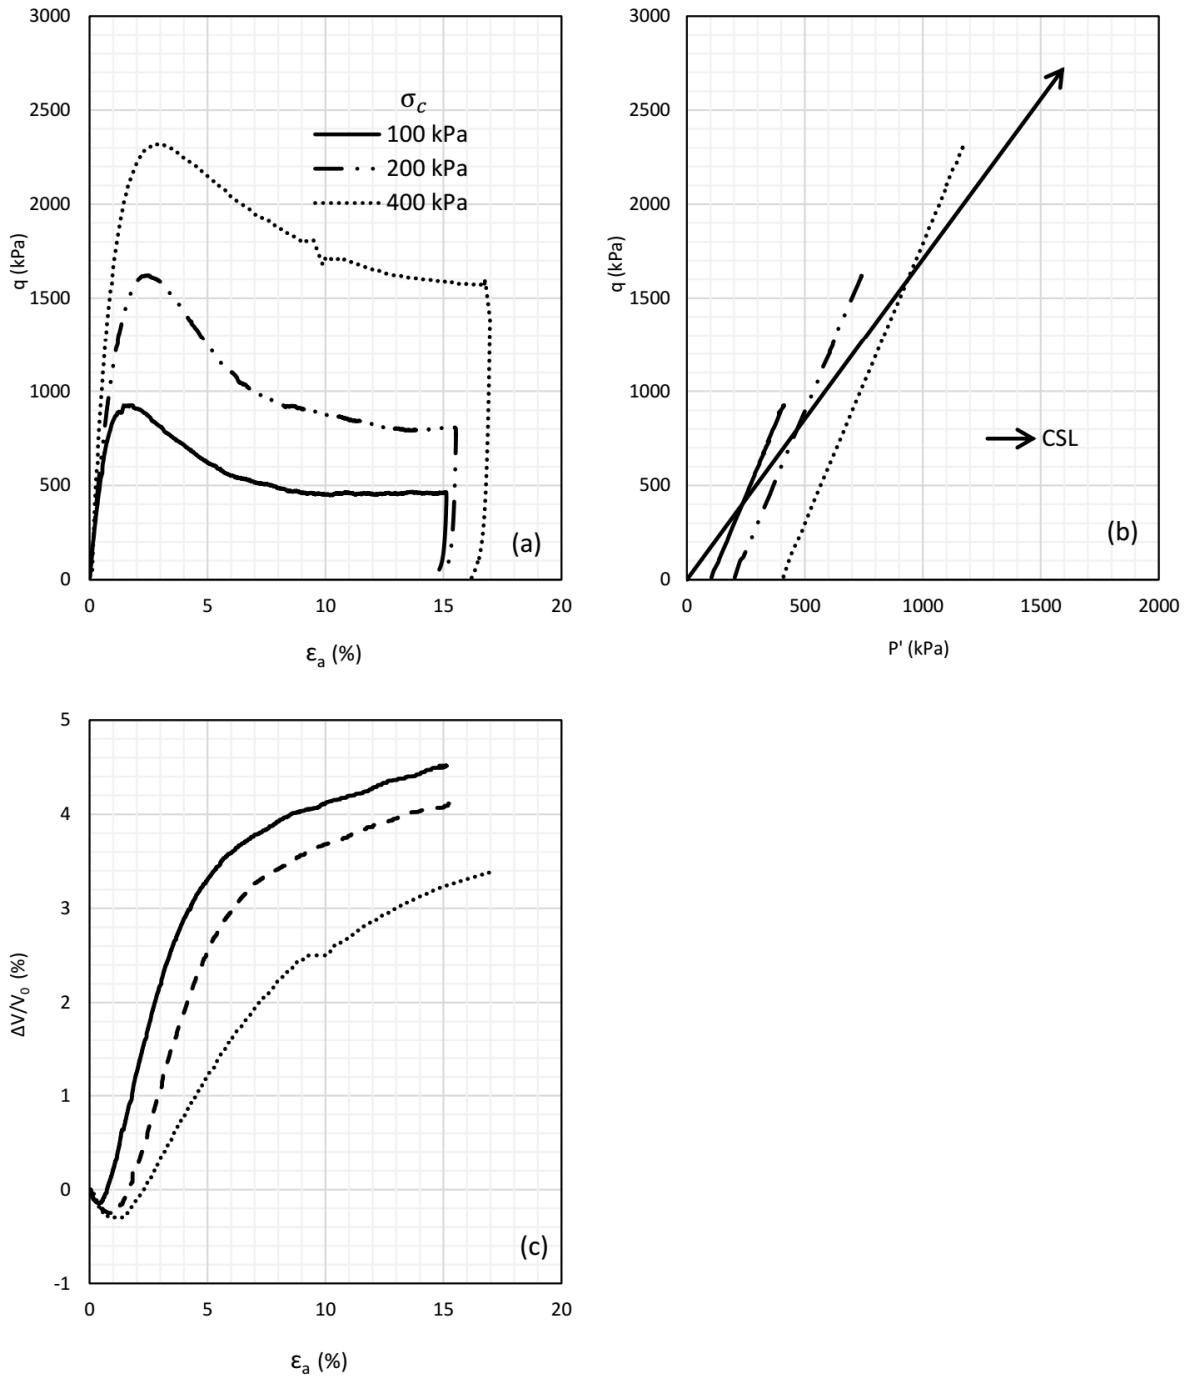 3000
2500
2000
1500
1000
500
0
q (kPa)
σc
100 kPa
200 kPa
400 kPa
(a)
0 5 10 15 20
εa (%)
3000
2500
2000
1500
1000
500
0
q (kPa)
CSL
(b)
0 500 1000 1500 2000
P' (kPa)
5
4
3
2
1
0
-1
ΔV/V0 (%)
(c)
0 5 10 15 20
εa (%)